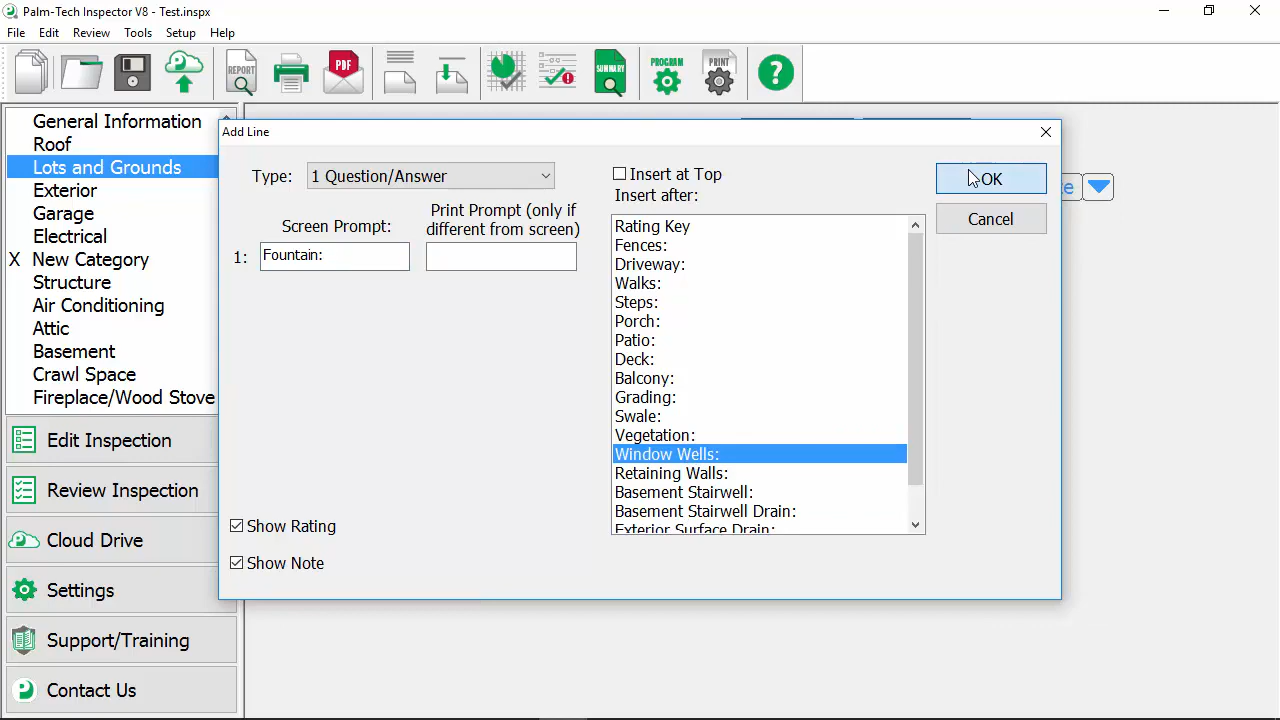 Palm-Tech Inspector V8 - Test.inspx
File Edit Review Tools Setup Help
REPORT
PDF
SUMMARY
PROGRAM
PRINT
?
General Information
Roof
Lots and Grounds
Exterior
Garage
Electrical
X New Category
Structure
Air Conditioning
Attic
Basement
Crawl Space
Fireplace/Wood Stove
Edit Inspection
Review Inspection
Cloud Drive
Settings
Support/Training
Contact Us
Add Line
Type: 1 Question/Answer
Screen Prompt:
Print Prompt (only if
different from screen)
1: Fountain:
Show Rating
Show Note
Insert at Top
Insert after:
Rating Key
Fences:
Driveway:
Walks:
Steps:
Porch:
Patio:
Deck:
Balcony:
Grading:
Swale:
Vegetation:
Window Wells:
Retaining Walls:
Basement Stairwell:
Basement Stairwell Drain:
Exterior Surface Drain:
OK
Cancel